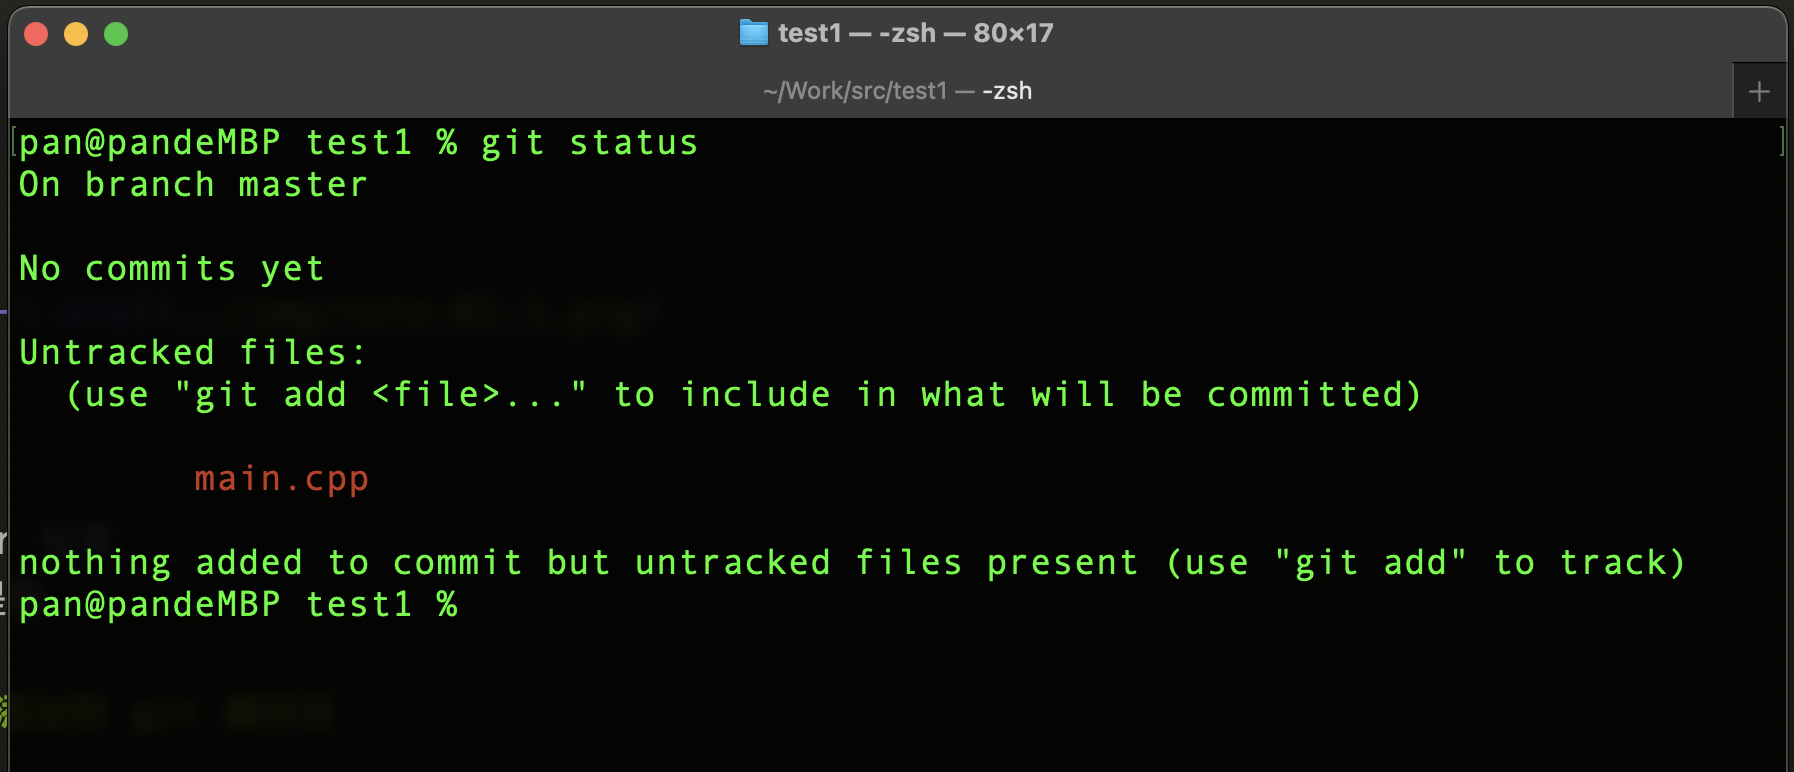 test1 — -zsh — 80×17
~/Work/src/test1 — -zsh
pan@pandeMBP test1 % git status
On branch master
No commits yet
Untracked files:
(use "git add <file>..." to include in what will be committed)
main.cpp
nothing added to commit but untracked files present (use "git add" to track)
pan@pandeMBP test1 %